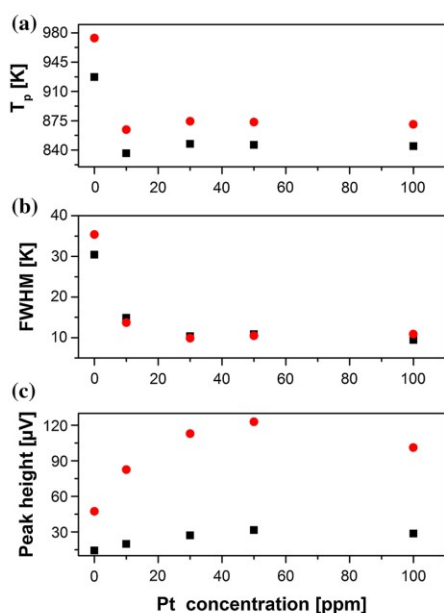 (a)
980
945
910
875
840
Tp [K]
0 20 40 60 80 100
(b)
40
30
20
10
FWHM [K]
0 20 40 60 80 100
(c)
120
90
60
30
Peak height [µV]
0 20 40 60 80 100
Pt concentration [ppm]